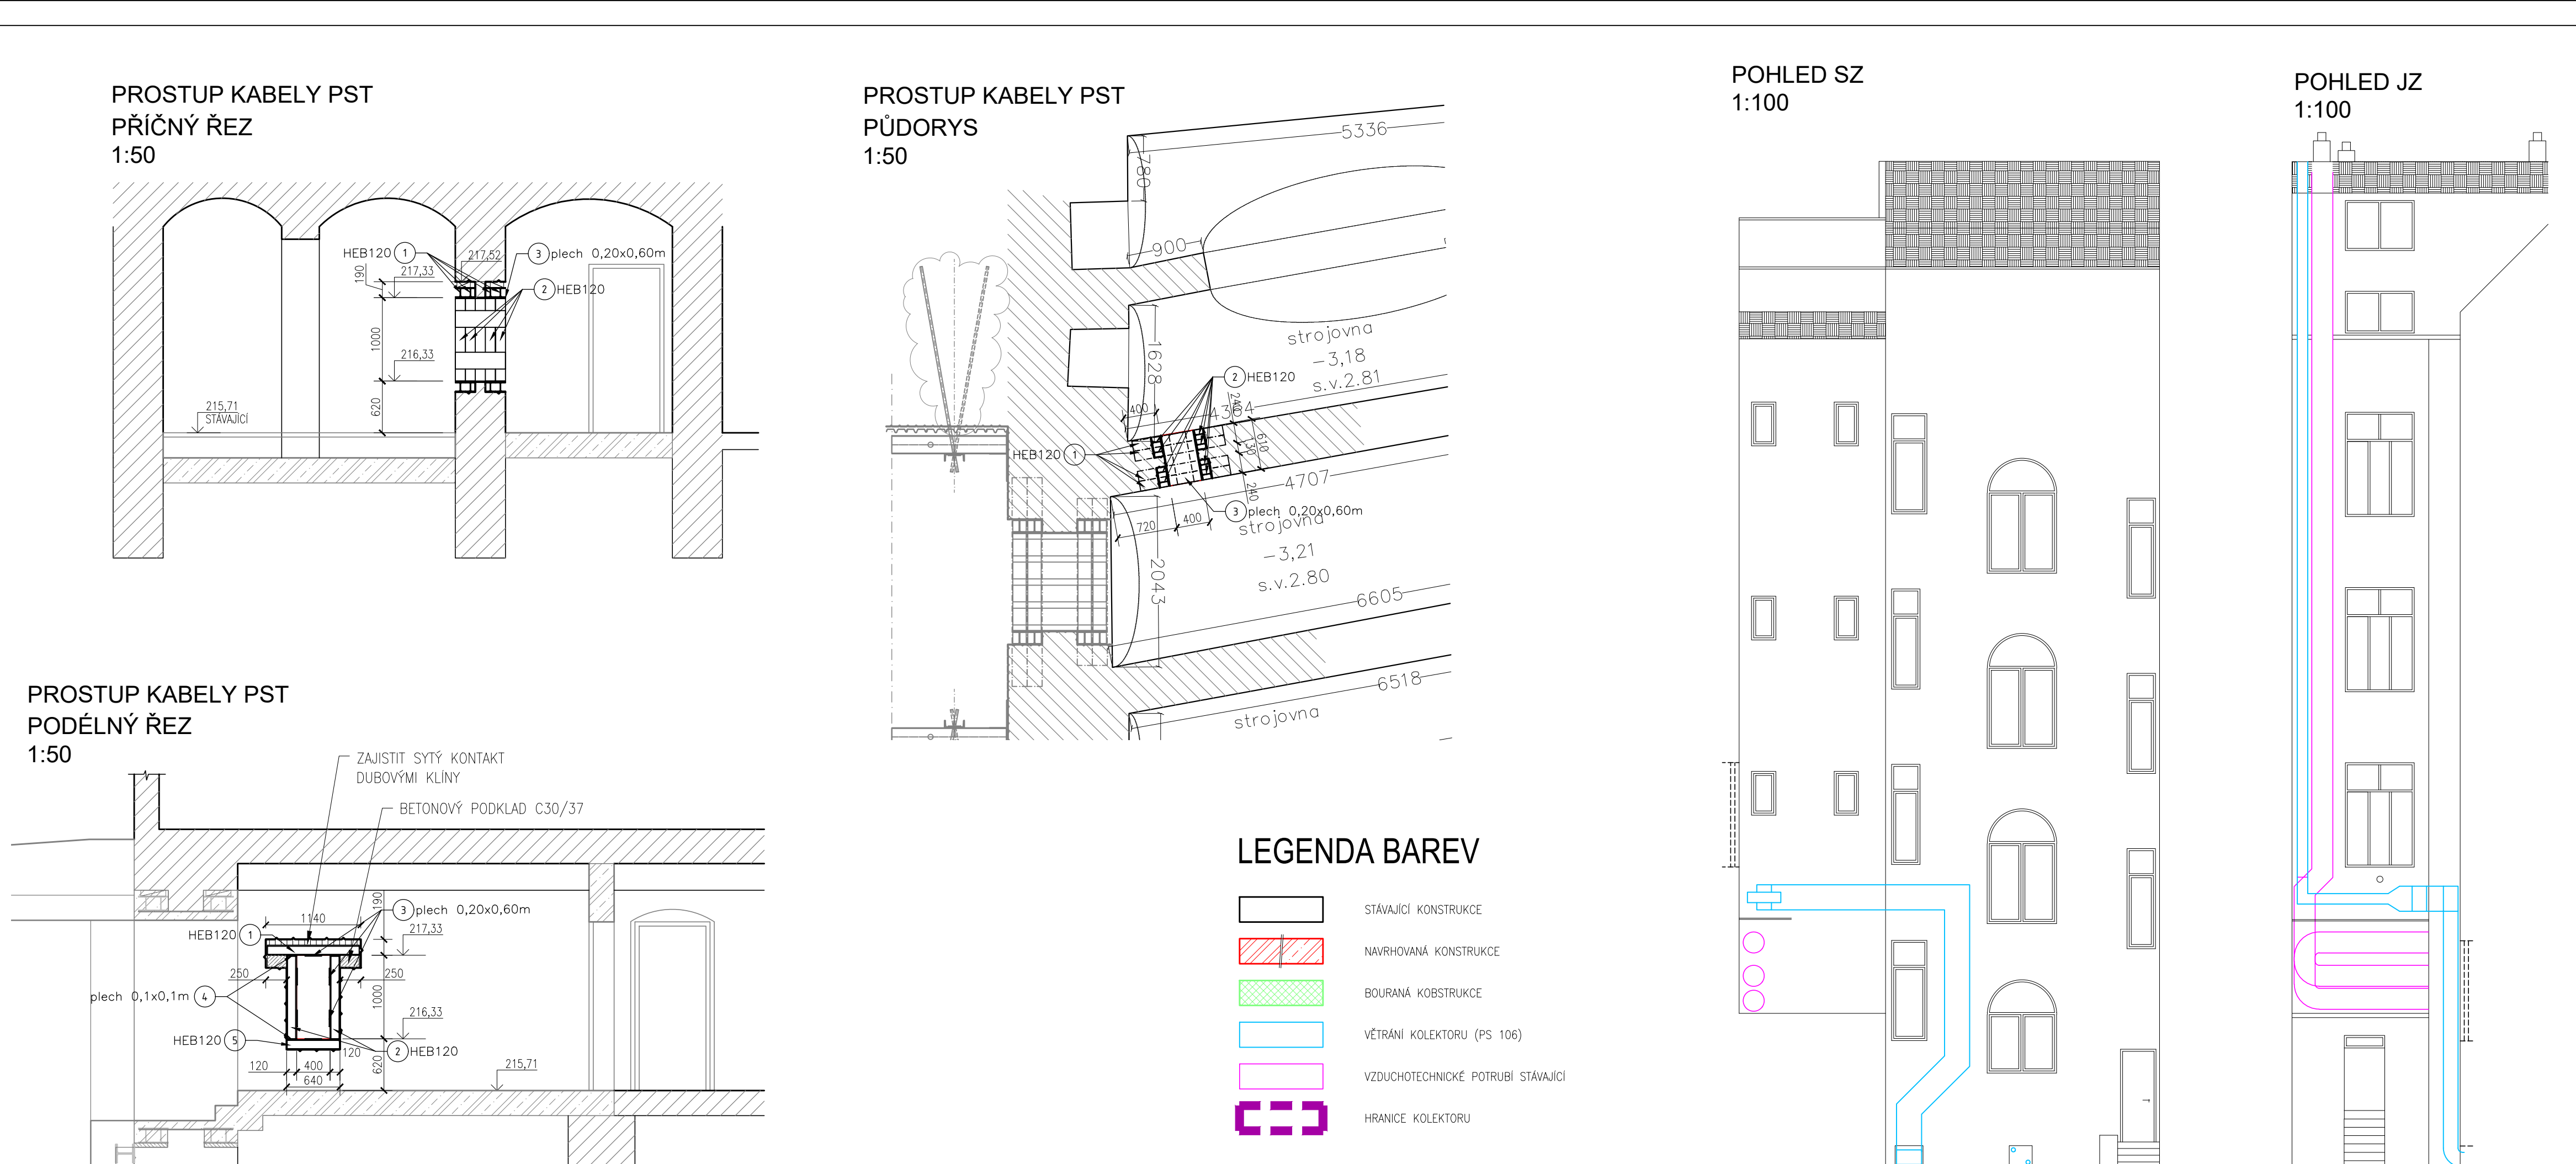 PROSTUP KABELY PST
PŘÍČNÝ ŘEZ
1:50
HEB120 1
217,52
3 plech 0,20x0,60m
190
217,33
2 HEB120
1000
216,33
620
215,71
STÁVAJÍCÍ
PROSTUP KABELY PST
PŮDORYS
1:50
5336
780
900
strojovna
-3,18
s.v.2.81
1628
2 HEB120
400
240
4364
610
130
HEB120 1
4707
240
3 plech 0,20x0,60m
720
400
strojovna
-3,21
s.v.2.80
2043
6605
6518
strojovna
POHLED SZ
1:100
POHLED JZ
1:100
PROSTUP KABELY PST
PODÉLNÝ ŘEZ
1:50
ZAJISTIT SYTÝ KONTAKT
DUBOVÝMI KLÍNY
BETONOVÝ PODKLAD C30/37
190
3 plech 0,20x0,60m
1140
HEB120 1
217,33
250
250
plech 0,1x0,1m 4
1000
216,33
HEB120 5
120
2 HEB120
120
400
620
215,71
640
LEGENDA BAREV
STÁVAJÍCÍ KONSTRUKCE
NAVRHOVANÁ KONSTRUKCE
BOURANÁ KOBSTRUKCE
VĚTRÁNÍ KOLEKTORU (PS 106)
VZDUCHOTECHNICKÉ POTRUBÍ STÁVAJÍCÍ
HRANICE KOLEKTORU